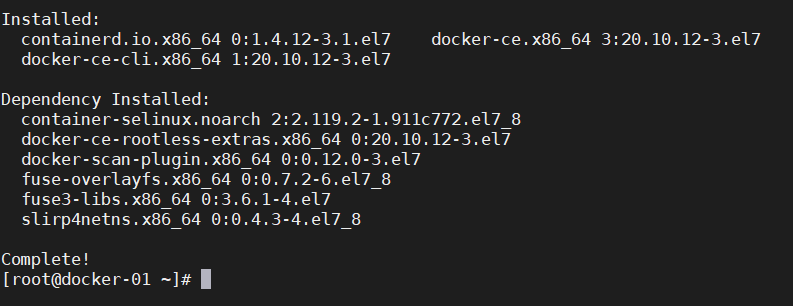 Installed:
containerd.io.x86_64 0:1.4.12-3.1.el7    docker-ce.x86_64 3:20.10.12-3.el7
docker-ce-cli.x86_64 1:20.10.12-3.el7
Dependency Installed:
container-selinux.noarch 2:2.119.2-1.911c772.el7_8
docker-ce-rootless-extras.x86_64 0:20.10.12-3.el7
docker-scan-plugin.x86_64 0:0.12.0-3.el7
fuse-overlayfs.x86_64 0:0.7.2-6.el7_8
fuse3-libs.x86_64 0:3.6.1-4.el7
slirp4netns.x86_64 0:0.4.3-4.el7_8
Complete!
[root@docker-01 ~]#